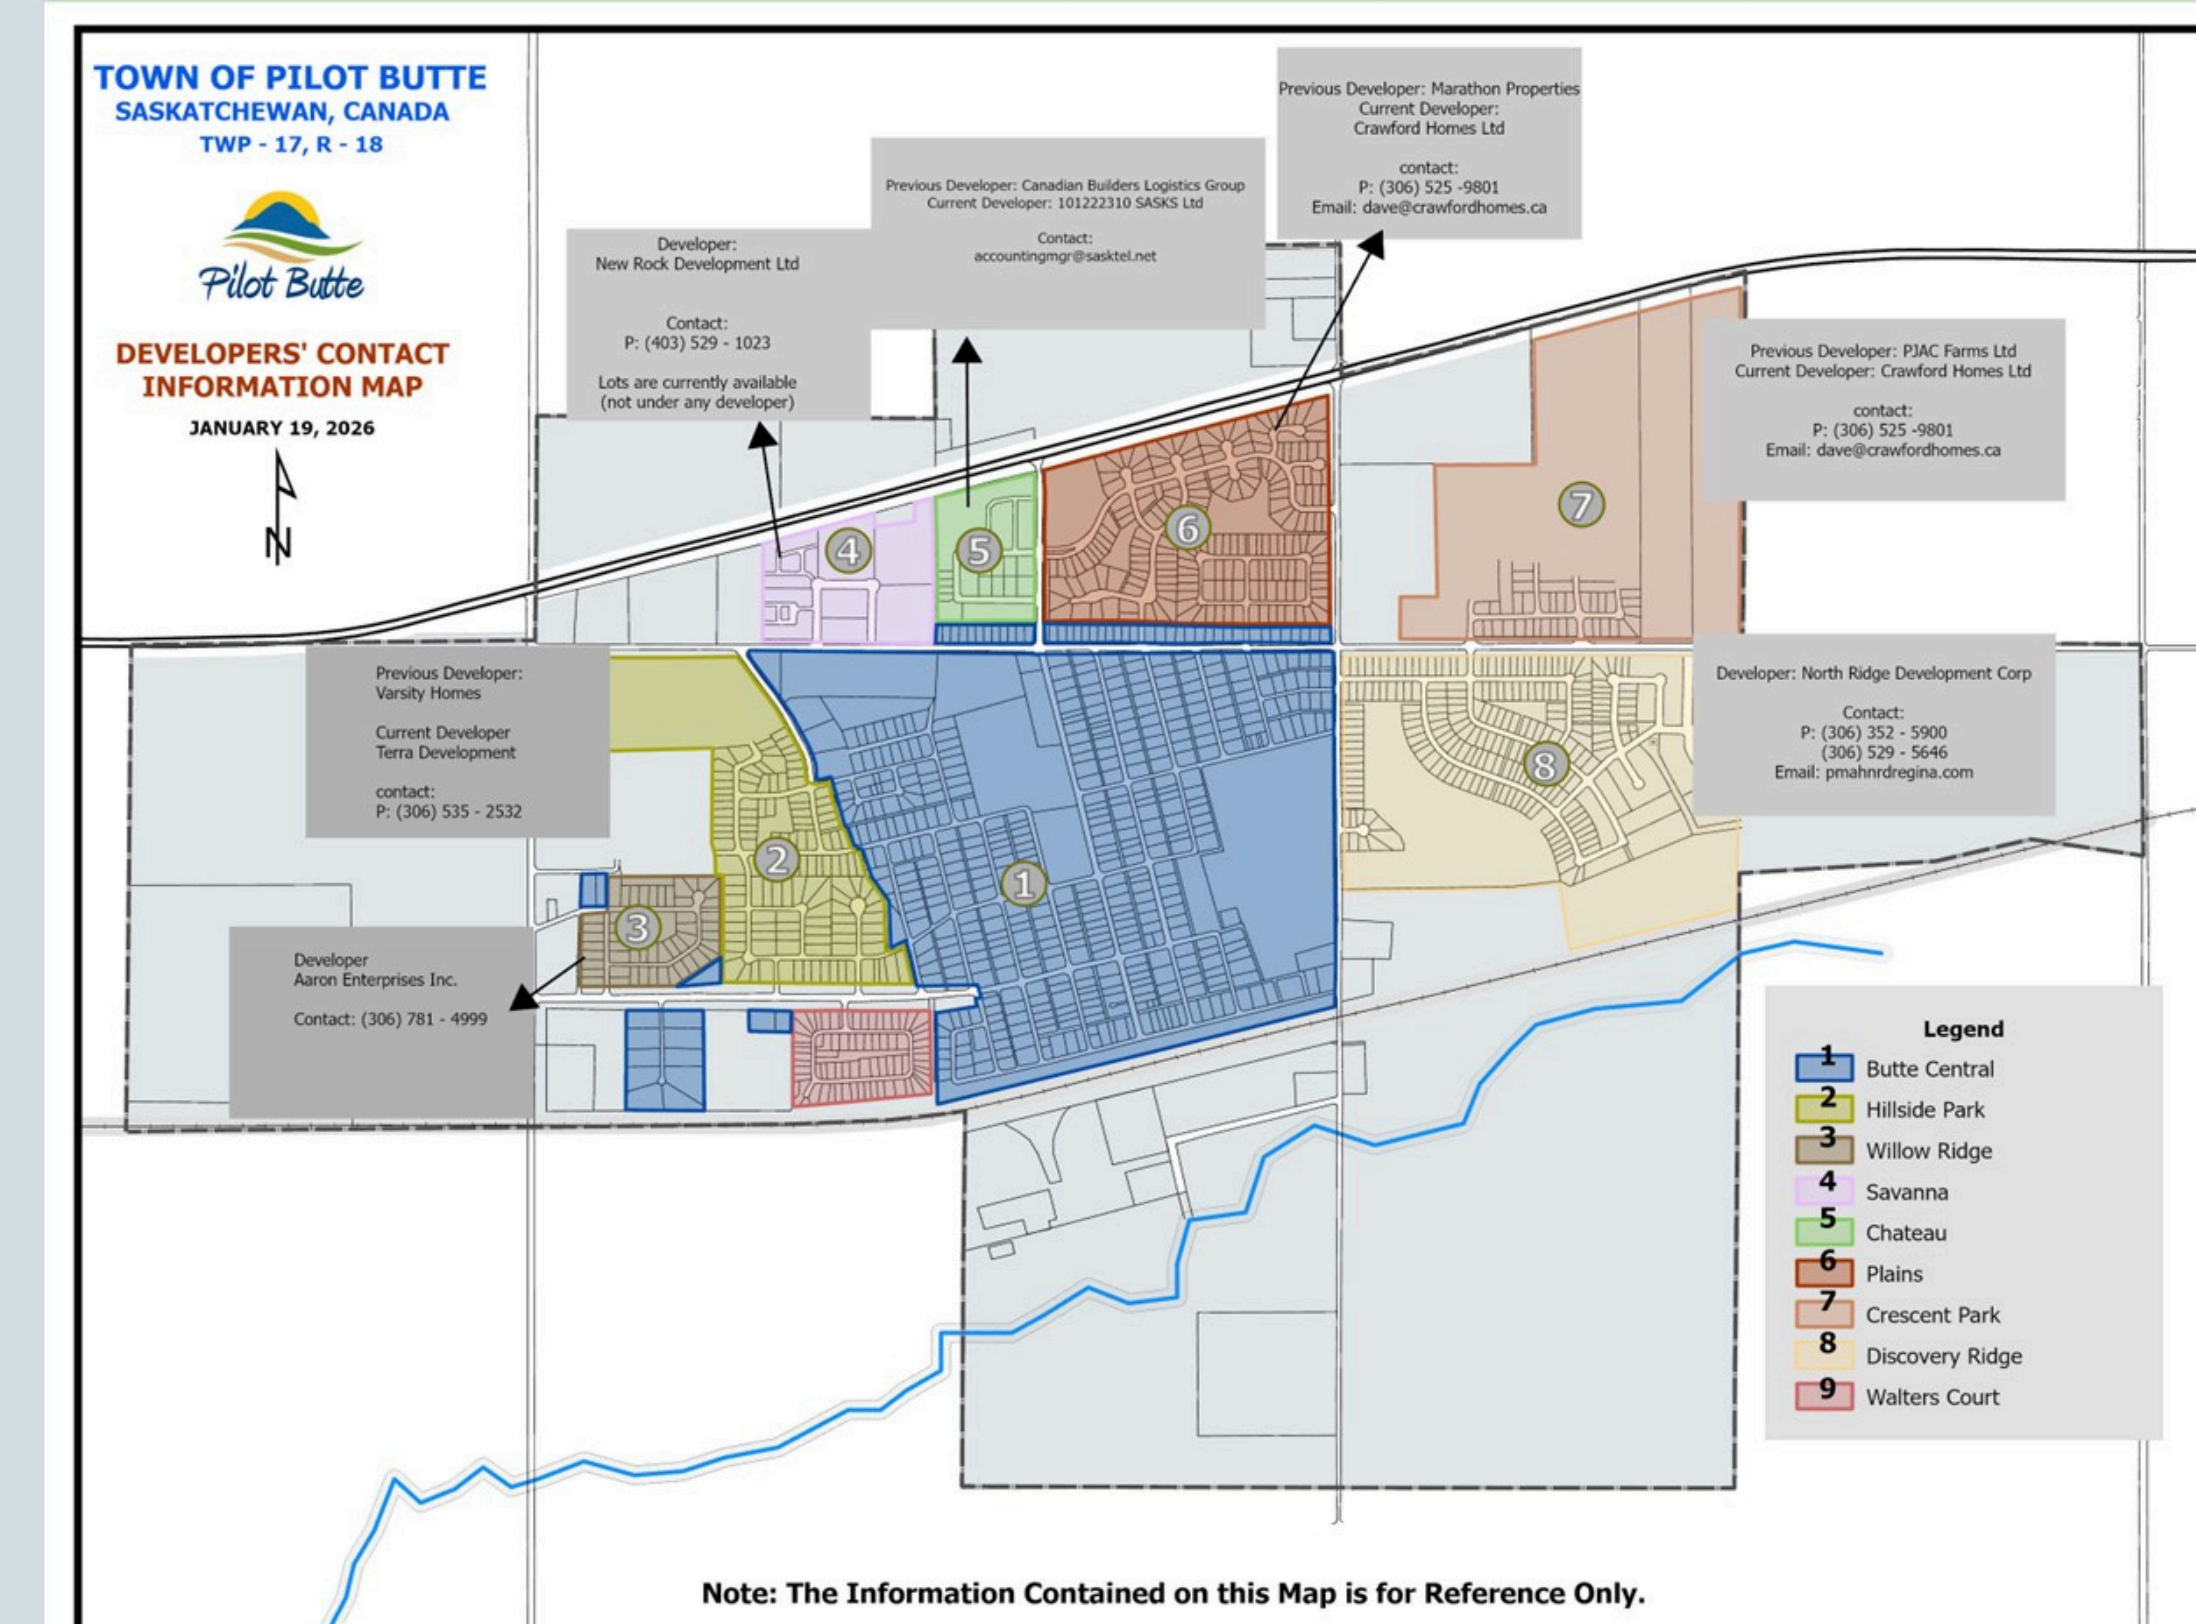 TOWN OF PILOT BUTTE
SASKATCHEWAN, CANADA
TWP - 17, R - 18
Pilot Butte
DEVELOPERS' CONTACT
INFORMATION MAP
JANUARY 19, 2026
N
Previous Developer: Marathon Properties
Current Developer:
Crawford Homes Ltd
contact:
P: (306) 525 -9801
Email: dave@crawfordhomes.ca
Previous Developer: Canadian Builders Logistics Group
Current Developer: 101222310 SASKS Ltd
Contact:
accountingmgr@sasktel.net
Developer:
New Rock Development Ltd
Contact:
P: (403) 529 - 1023
Lots are currently available
(not under any developer)
Previous Developer: PJAC Farms Ltd
Current Developer: Crawford Homes Ltd
contact:
P: (306) 525 -9801
Email: dave@crawfordhomes.ca
4
5
6
7
Previous Developer:
Varsity Homes
Current Developer
Terra Development
contact:
P: (306) 535 - 2532
Developer: North Ridge Development Corp
Contact:
P: (306) 352 - 5900
(306) 529 - 5646
Email: pmahnrdregina.com
8
2
1
3
Developer
Aaron Enterprises Inc.
Contact: (306) 781 - 4999
Legend
1 Butte Central
2 Hillside Park
3 Willow Ridge
4 Savanna
5 Chateau
6 Plains
7 Crescent Park
8 Discovery Ridge
9 Walters Court
Note: The Information Contained on this Map is for Reference Only.